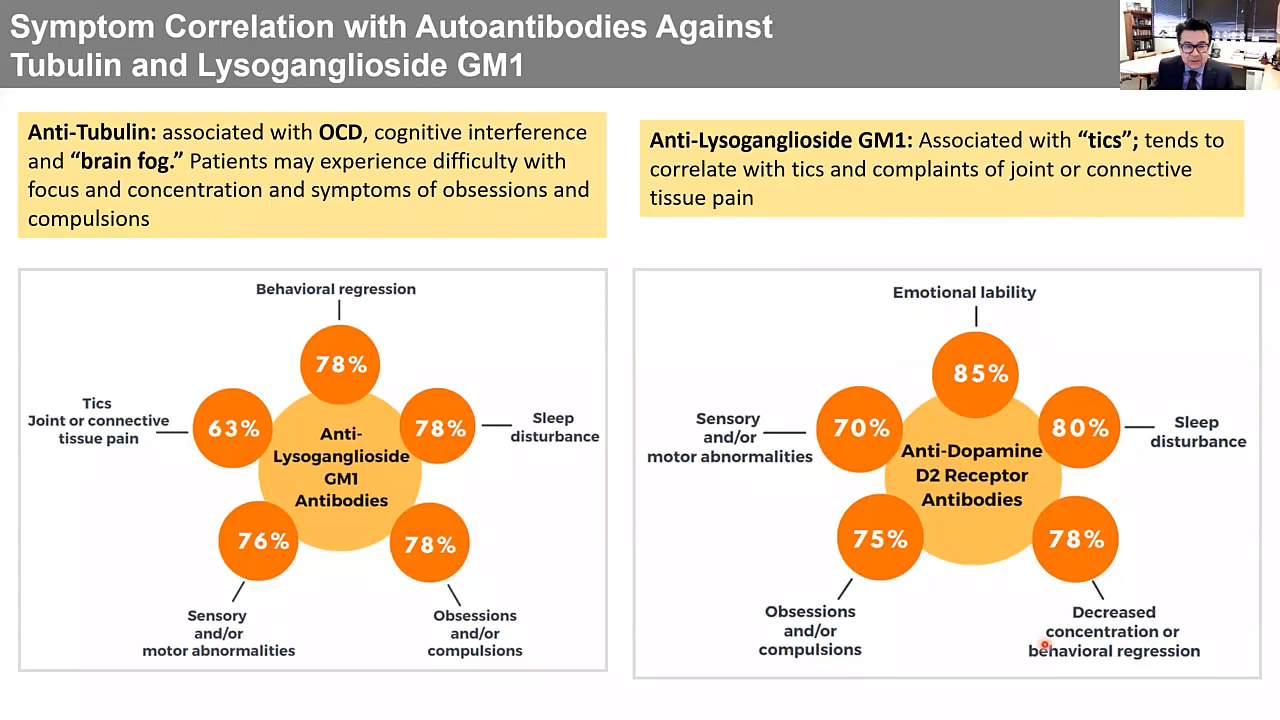 Symptom Correlation with Autoantibodies Against
Tubulin and Lysoganglioside GM1
Anti-Tubulin: associated with OCD, cognitive interference
and “brain fog.” Patients may experience difficulty with
focus and concentration and symptoms of obsessions and
compulsions
Anti-Lysoganglioside GM1: Associated with “tics”; tends to
correlate with tics and complaints of joint or connective
tissue pain
Behavioral regression
78%
Tics
Joint or connective
tissue pain
63%
78%
Sleep
disturbance
Anti-
Lysoganglioside
GM1
Antibodies
76%
78%
Sensory
and/or
motor abnormalities
Obsessions
and/or
compulsions
Emotional lability
85%
Sensory
and/or
motor abnormalities
70%
80%
Sleep
disturbance
Anti-Dopamine
D2 Receptor
Antibodies
75%
78%
Obsessions
and/or
compulsions
Decreased
concentration or
behavioral regression